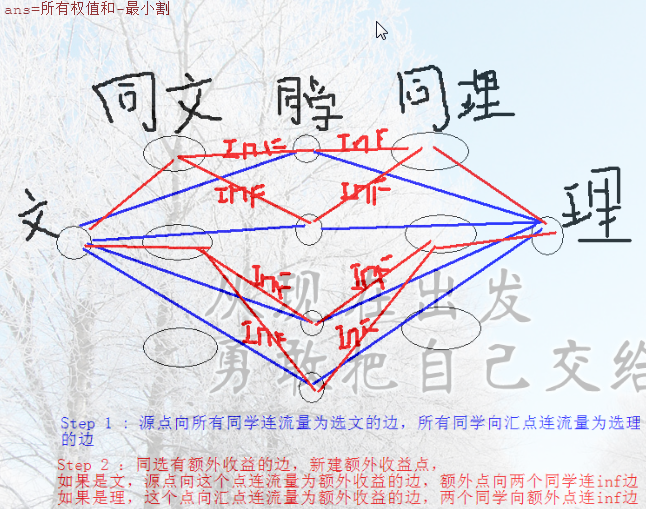 ans=所有权值和-最小割
同文 同学 同理
Inf Inf
Inf Inf
文 理
Inf Inf
Inf Inf
从现在出发
勇敢把自己交给
Step 1 : 源点向所有同学连流量为选文的边，所有同学向汇点连流量为选理
的边
Step 2 : 同选有额外收益的边，新建额外收益点，
如果是文，源点向这个点连流量为额外收益的边，额外点向两个同学连inf边
如果是理，这个点向汇点连流量为额外收益的边，两个同学向额外点连inf边